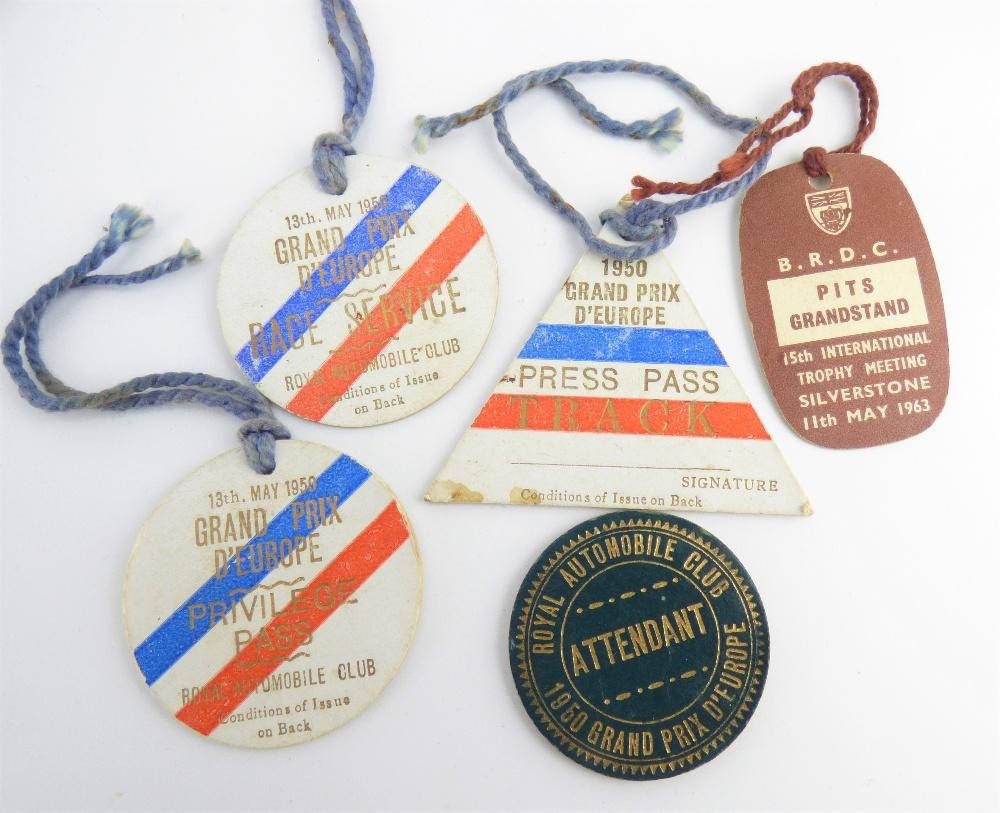 13th. MAY 1950
GRAND PRIX
D'EUROPE
RACE SERVICE
ROYAL AUTOMOBILE CLUB
Conditions of Issue
on Back
1950
GRAND PRIX
D'EUROPE
PRESS PASS
TRACK
SIGNATURE
Conditions of Issue on Back
B.R.D.C.
PITS
GRANDSTAND
15th INTERNATIONAL
TROPHY MEETING
SILVERSTONE
11th MAY 1963
13th. MAY 1950
GRAND PRIX
D'EUROPE
PRIVILEGE
PASS
ROYAL AUTOMOBILE CLUB
Conditions of Issue
on Back
ROYAL AUTOMOBILE CLUB
ATTENDANT
1950 GRAND PRIX D'EUROPE